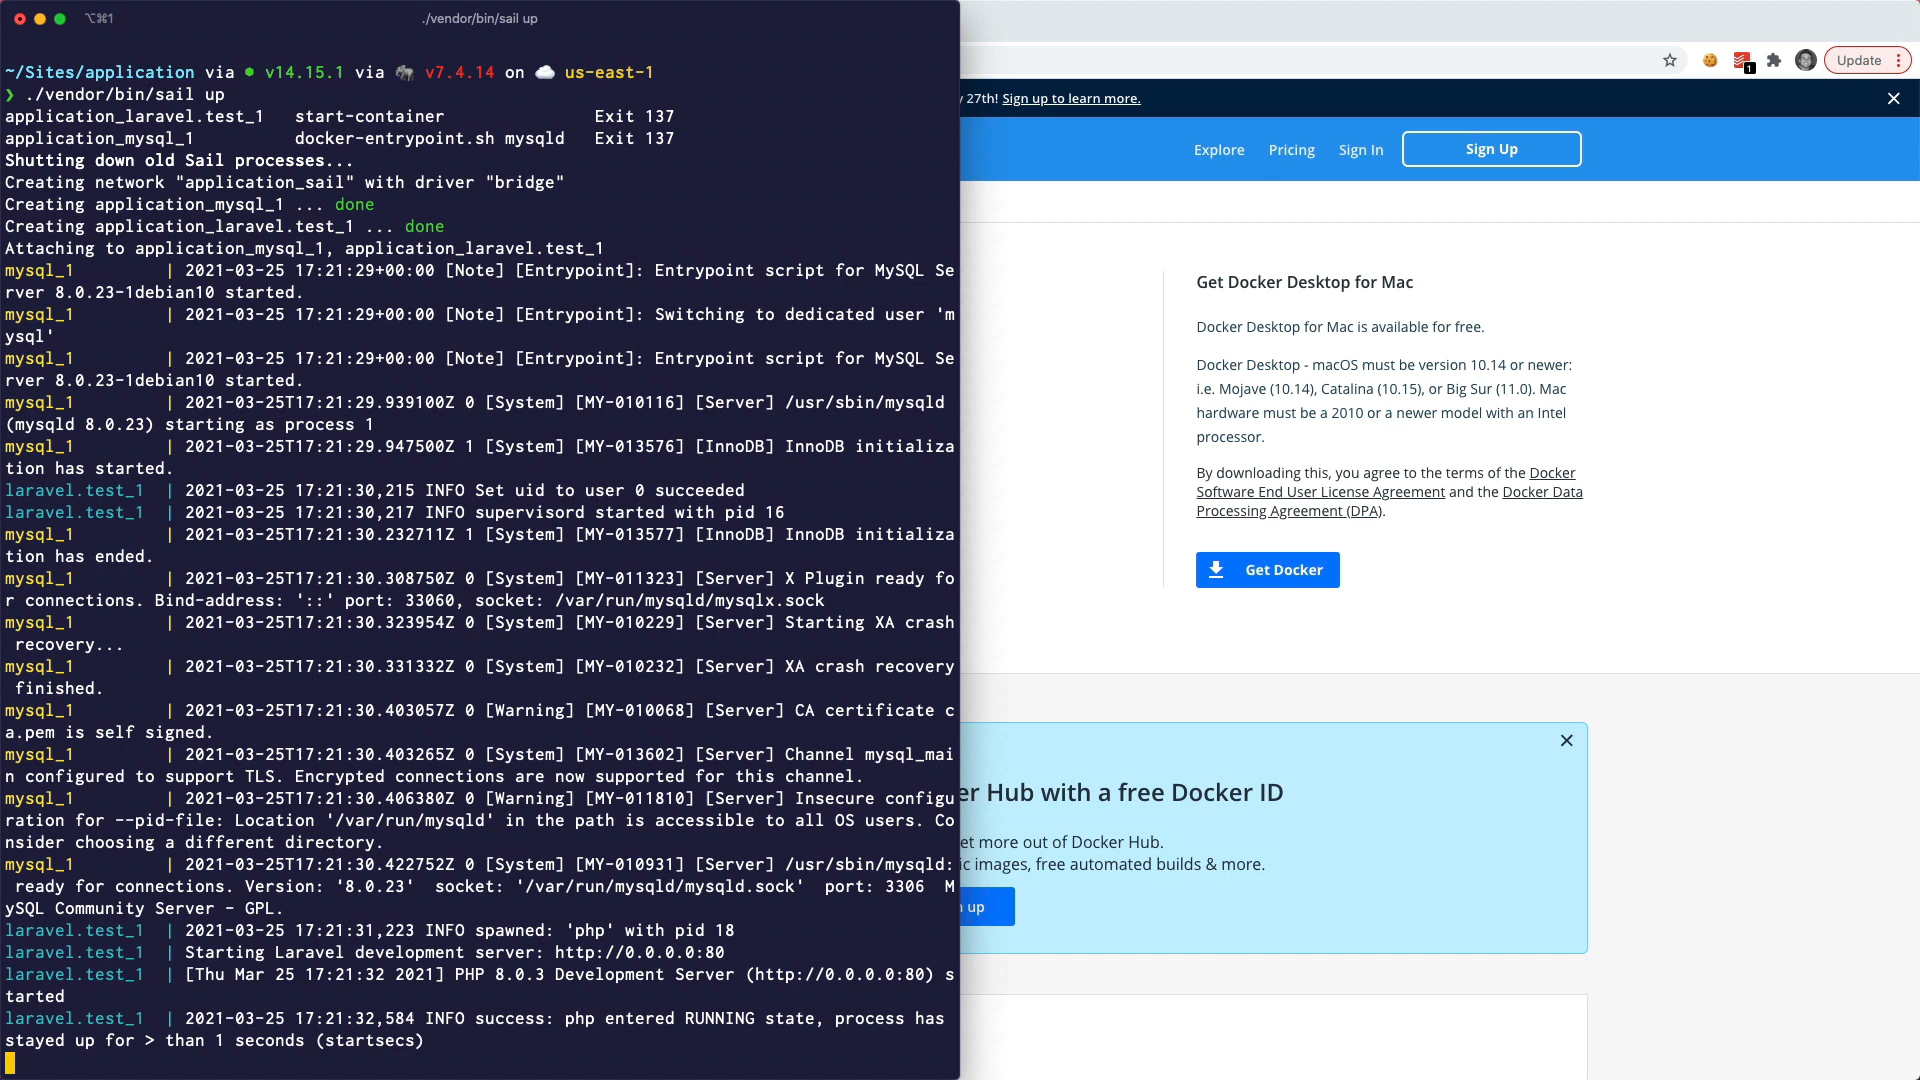 ⌥⌘1
./vendor/bin/sail up
~/Sites/application via v14.15.1 via v7.4.14 on us-east-1
❯ ./vendor/bin/sail up
application_laravel.test_1   start-container               Exit 137
application_mysql_1          docker-entrypoint.sh mysqld   Exit 137
Shutting down old Sail processes...
Creating network "application_sail" with driver "bridge"
Creating application_mysql_1 ... done
Creating application_laravel.test_1 ... done
Attaching to application_mysql_1, application_laravel.test_1
mysql_1         | 2021-03-25 17:21:29+00:00 [Note] [Entrypoint]: Entrypoint script for MySQL Se
rver 8.0.23-1debian10 started.
mysql_1         | 2021-03-25 17:21:29+00:00 [Note] [Entrypoint]: Switching to dedicated user 'm
ysql'
mysql_1         | 2021-03-25 17:21:29+00:00 [Note] [Entrypoint]: Entrypoint script for MySQL Se
rver 8.0.23-1debian10 started.
mysql_1         | 2021-03-25T17:21:29.939100Z 0 [System] [MY-010116] [Server] /usr/sbin/mysqld
(mysqld 8.0.23) starting as process 1
mysql_1         | 2021-03-25T17:21:29.947500Z 1 [System] [MY-013576] [InnoDB] InnoDB initializa
tion has started.
laravel.test_1  | 2021-03-25 17:21:30,215 INFO Set uid to user 0 succeeded
laravel.test_1  | 2021-03-25 17:21:30,217 INFO supervisord started with pid 16
mysql_1         | 2021-03-25T17:21:30.232711Z 1 [System] [MY-013577] [InnoDB] InnoDB initializa
tion has ended.
mysql_1         | 2021-03-25T17:21:30.308750Z 0 [System] [MY-011323] [Server] X Plugin ready fo
r connections. Bind-address: '::' port: 33060, socket: /var/run/mysqld/mysqlx.sock
mysql_1         | 2021-03-25T17:21:30.323954Z 0 [System] [MY-010229] [Server] Starting XA crash
 recovery...
mysql_1         | 2021-03-25T17:21:30.331332Z 0 [System] [MY-010232] [Server] XA crash recovery
 finished.
mysql_1         | 2021-03-25T17:21:30.403057Z 0 [Warning] [MY-010068] [Server] CA certificate c
a.pem is self signed.
mysql_1         | 2021-03-25T17:21:30.403265Z 0 [System] [MY-013602] [Server] Channel mysql_mai
n configured to support TLS. Encrypted connections are now supported for this channel.
mysql_1         | 2021-03-25T17:21:30.406380Z 0 [Warning] [MY-011810] [Server] Insecure configu
ration for --pid-file: Location '/var/run/mysqld' in the path is accessible to all OS users. Co
nsider choosing a different directory.
mysql_1         | 2021-03-25T17:21:30.422752Z 0 [System] [MY-010931] [Server] /usr/sbin/mysqld:
 ready for connections. Version: '8.0.23'  socket: '/var/run/mysqld/mysqld.sock'  port: 3306  M
ySQL Community Server - GPL.
laravel.test_1  | 2021-03-25 17:21:31,223 INFO spawned: 'php' with pid 18
laravel.test_1  | Starting Laravel development server: http://0.0.0.0:80
laravel.test_1  | [Thu Mar 25 17:21:32 2021] PHP 8.0.3 Development Server (http://0.0.0.0:80) s
tarted
laravel.test_1  | 2021-03-25 17:21:32,584 INFO success: php entered RUNNING state, process has
stayed up for > than 1 seconds (startsecs)
1
Update
y 27th! Sign up to learn more.
Explore
Pricing
Sign In
Sign Up
Get Docker Desktop for Mac
Docker Desktop for Mac is available for free.
Docker Desktop - macOS must be version 10.14 or newer:
i.e. Mojave (10.14), Catalina (10.15), or Big Sur (11.0). Mac
hardware must be a 2010 or a newer model with an Intel
processor.
By downloading this, you agree to the terms of the Docker
Software End User License Agreement and the Docker Data
Processing Agreement (DPA).
Get Docker
er Hub with a free Docker ID
et more out of Docker Hub.
ic images, free automated builds & more.
n up